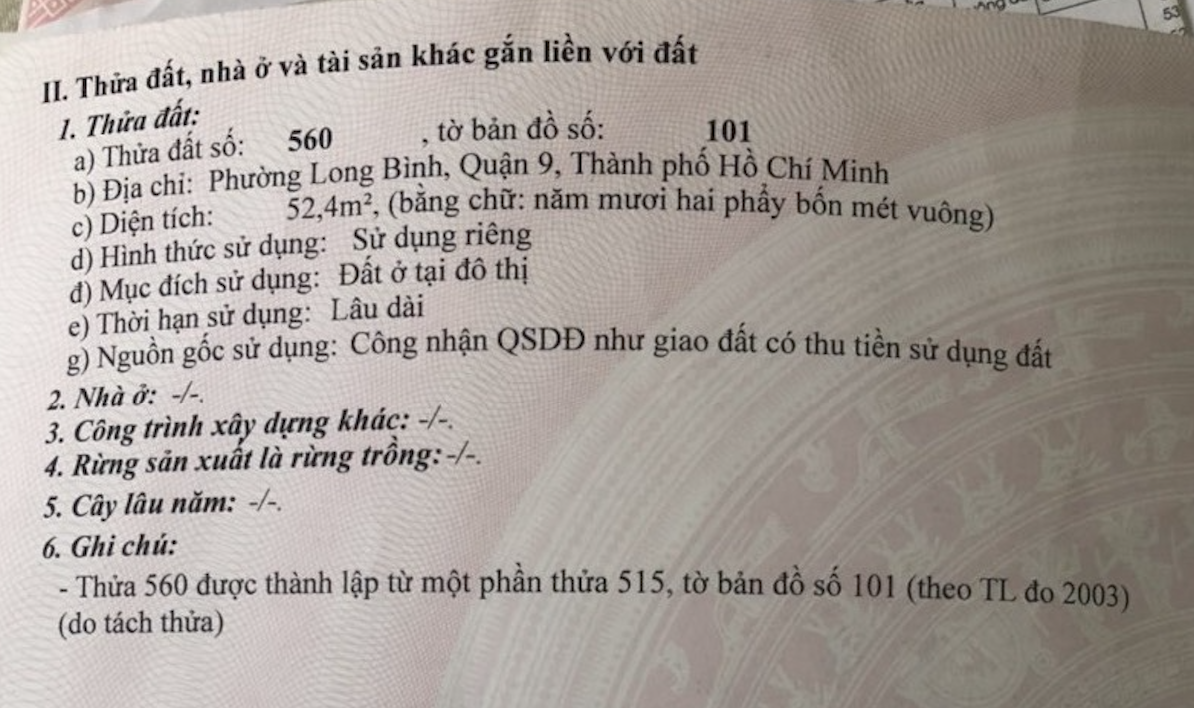 II. Thửa đất, nhà ở và tài sản khác gắn liền với đất
1. Thửa đất:
a) Thửa đất số: 560 , tờ bản đồ số: 101
b) Địa chỉ: Phường Long Bình, Quận 9, Thành phố Hồ Chí Minh
c) Diện tích: 52,4m², (bằng chữ: năm mươi hai phẩy bốn mét vuông)
d) Hình thức sử dụng: Sử dụng riêng
đ) Mục đích sử dụng: Đất ở tại đô thị
e) Thời hạn sử dụng: Lâu dài
g) Nguồn gốc sử dụng: Công nhận QSDĐ như giao đất có thu tiền sử dụng đất
2. Nhà ở: -/-.
3. Công trình xây dựng khác: -/-.
4. Rừng sản xuất là rừng trồng: -/-.
5. Cây lâu năm: -/-.
6. Ghi chú:
- Thửa 560 được thành lập từ một phần thửa 515, tờ bản đồ số 101 (theo TL đo 2003)
(do tách thửa)
53